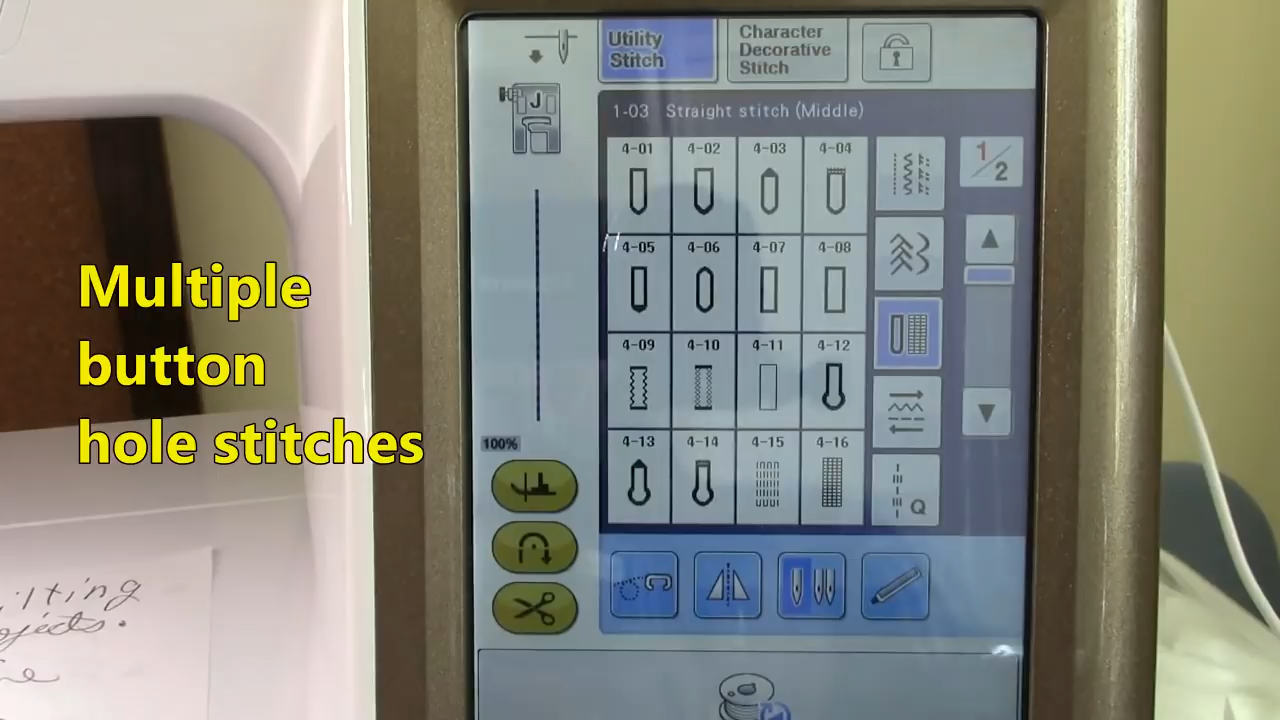 Utility
Stitch
Character
Decorative
Stitch
J
1-03 Straight stitch (Middle)
4-01 4-02 4-03 4-04
1/2
4-05 4-06 4-07 4-08
Multiple
button
hole stitches
4-09 4-10 4-11 4-12
100%
4-13 4-14 4-15 4-16
Q
ilting
ojects.